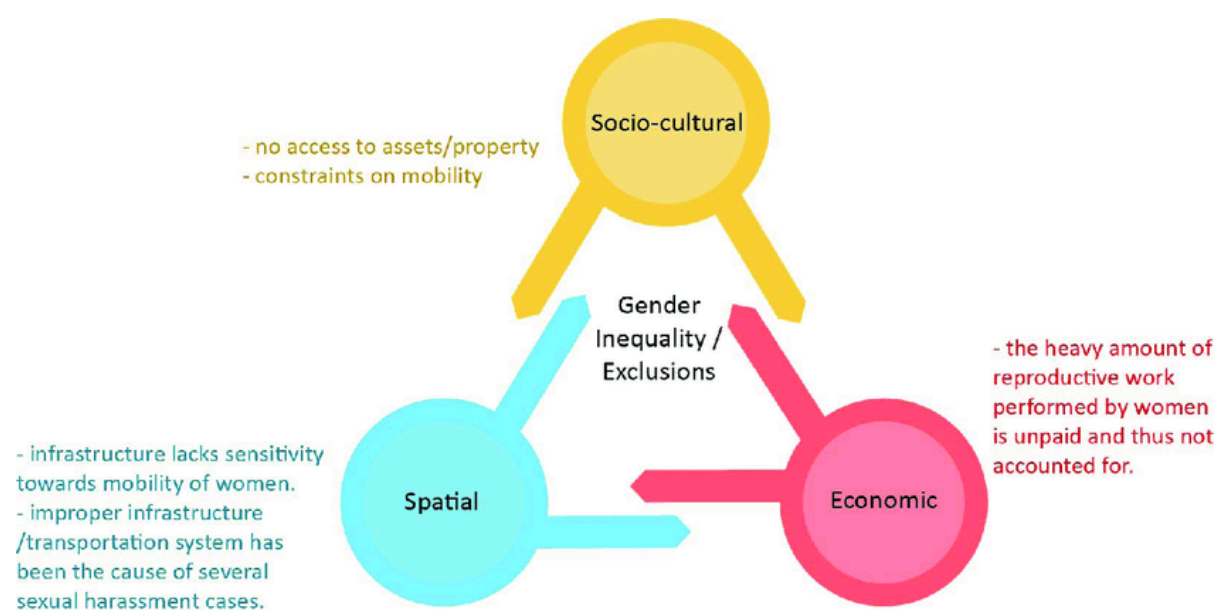 Socio-cultural
- no access to assets/property
- constraints on mobility
Gender
Inequality /
Exclusions
- the heavy amount of
reproductive work
performed by women
is unpaid and thus not
accounted for.
Economic
- infrastructure lacks sensitivity
towards mobility of women.
- improper infrastructure
/transportation system has
been the cause of several
sexual harassment cases.
Spatial